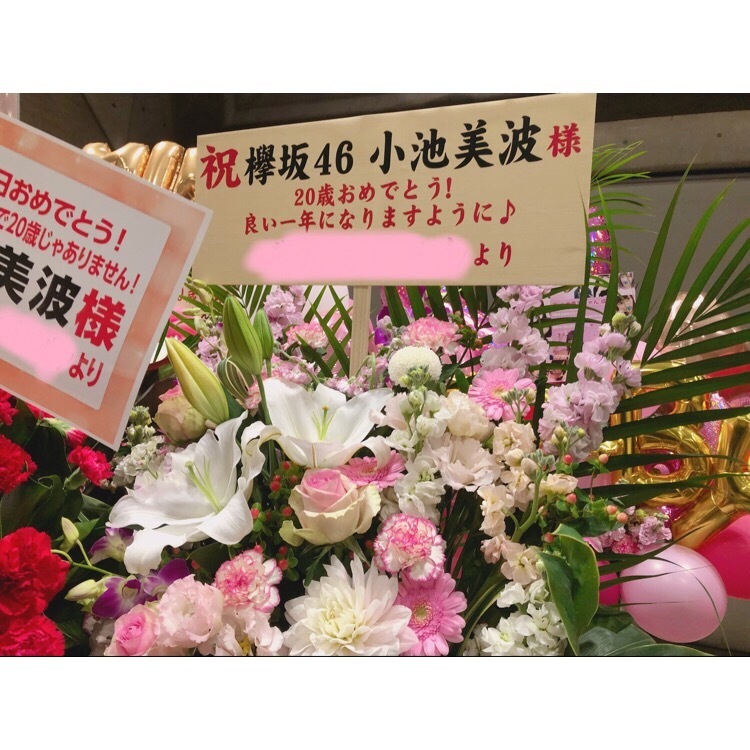 祝 欅坂46 小池美波様
20歳おめでとう!
良い一年になりますように♪
より
日おめでとう!
で20歳じゃありません!
美波様
より